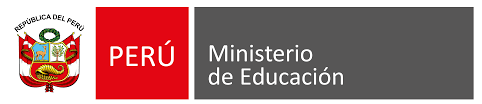 REPÚBLICA DEL PERÚ
PERÚ
Ministerio
de Educación